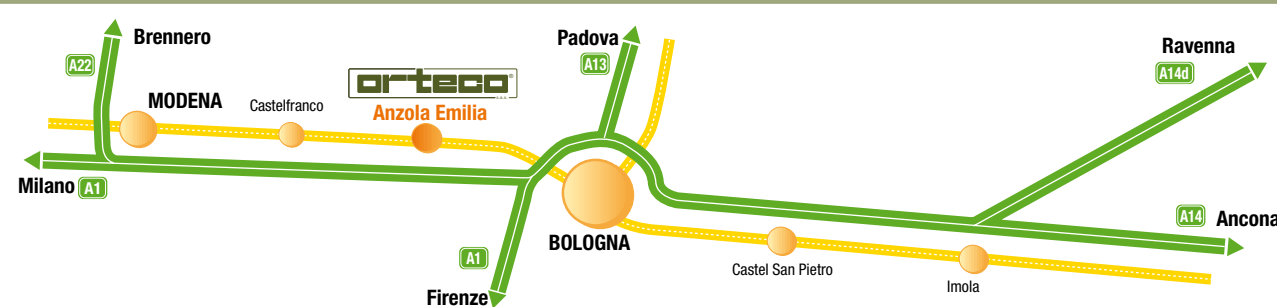 Brennero
A22
MODENA
Castelfranco
orteco®
Anzola Emilia
Padova
A13
Ravenna
A14d
Milano A1
A1
Firenze
BOLOGNA
Castel San Pietro
Imola
A14 Ancona